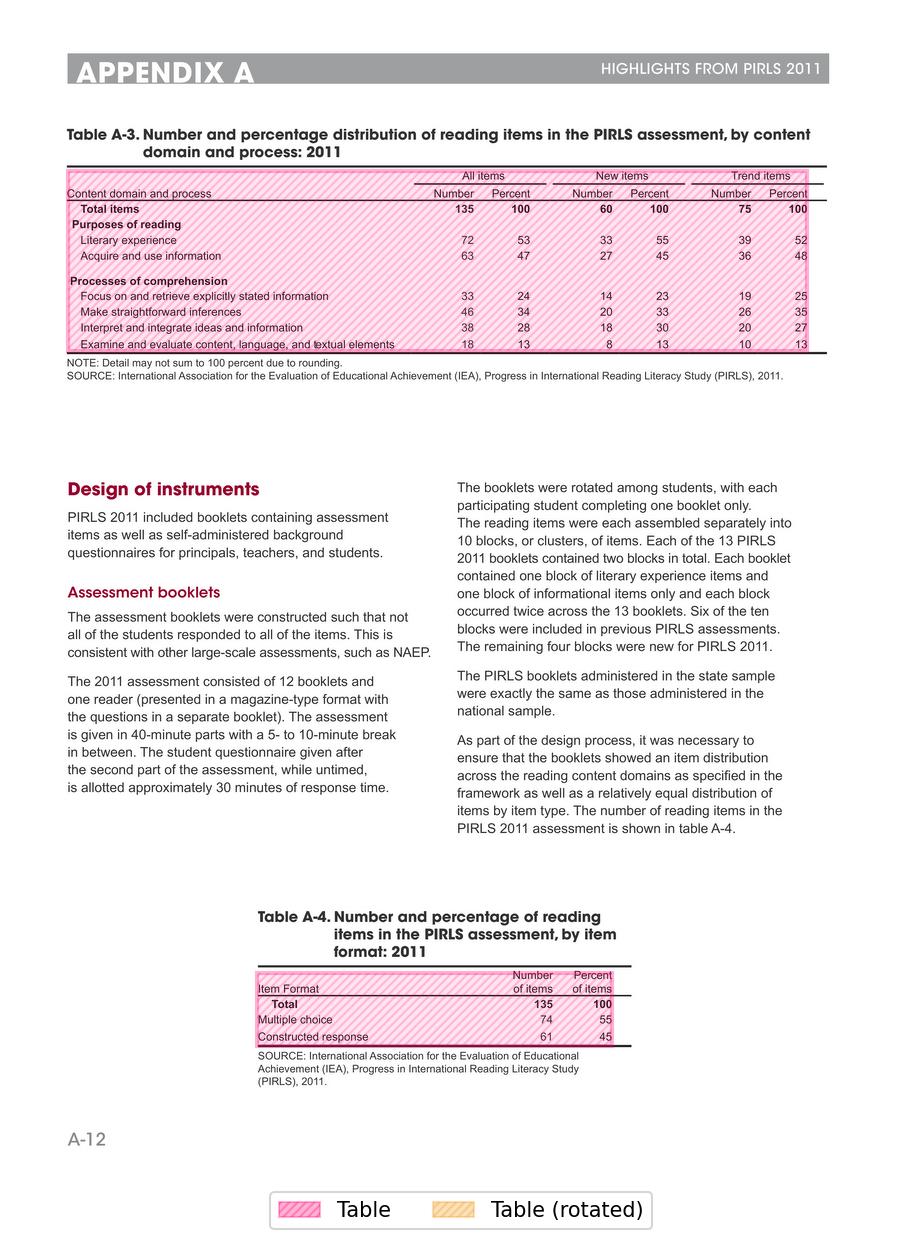 APPENDIX A
HIGHLIGHTS FROM PIRLS 2011
Table A-3. Number and percentage distribution of reading items in the PIRLS assessment, by content
domain and process: 2011
All items New items Trend items
Content domain and process Number Percent Number Percent Number Percent
Total items 135 100 60 100 75 100
Purposes of reading
Literary experience 72 53 33 55 39 52
Acquire and use information 63 47 27 45 36 48
Processes of comprehension
Focus on and retrieve explicitly stated information 33 24 14 23 19 25
Make straightforward inferences 46 34 20 33 26 35
Interpret and integrate ideas and information 38 28 18 30 20 27
Examine and evaluate content, language, and textual elements 18 13 8 13 10 13
NOTE: Detail may not sum to 100 percent due to rounding.
SOURCE: International Association for the Evaluation of Educational Achievement (IEA), Progress in International Reading Literacy Study (PIRLS), 2011.
Design of instruments
PIRLS 2011 included booklets containing assessment
items as well as self-administered background
questionnaires for principals, teachers, and students.
Assessment booklets
The assessment booklets were constructed such that not
all of the students responded to all of the items. This is
consistent with other large-scale assessments, such as NAEP.
The 2011 assessment consisted of 12 booklets and
one reader (presented in a magazine-type format with
the questions in a separate booklet). The assessment
is given in 40-minute parts with a 5- to 10-minute break
in between. The student questionnaire given after
the second part of the assessment, while untimed,
is allotted approximately 30 minutes of response time.
The booklets were rotated among students, with each
participating student completing one booklet only.
The reading items were each assembled separately into
10 blocks, or clusters, of items. Each of the 13 PIRLS
2011 booklets contained two blocks in total. Each booklet
contained one block of literary experience items and
one block of informational items only and each block
occurred twice across the 13 booklets. Six of the ten
blocks were included in previous PIRLS assessments.
The remaining four blocks were new for PIRLS 2011.
The PIRLS booklets administered in the state sample
were exactly the same as those administered in the
national sample.
As part of the design process, it was necessary to
ensure that the booklets showed an item distribution
across the reading content domains as specified in the
framework as well as a relatively equal distribution of
items by item type. The number of reading items in the
PIRLS 2011 assessment is shown in table A-4.
Table A-4. Number and percentage of reading
items in the PIRLS assessment, by item
format: 2011
Number Percent
Item Format of items of items
Total 135 100
Multiple choice 74 55
Constructed response 61 45
SOURCE: International Association for the Evaluation of Educational
Achievement (IEA), Progress in International Reading Literacy Study
(PIRLS), 2011.
A-12
Table Table (rotated)